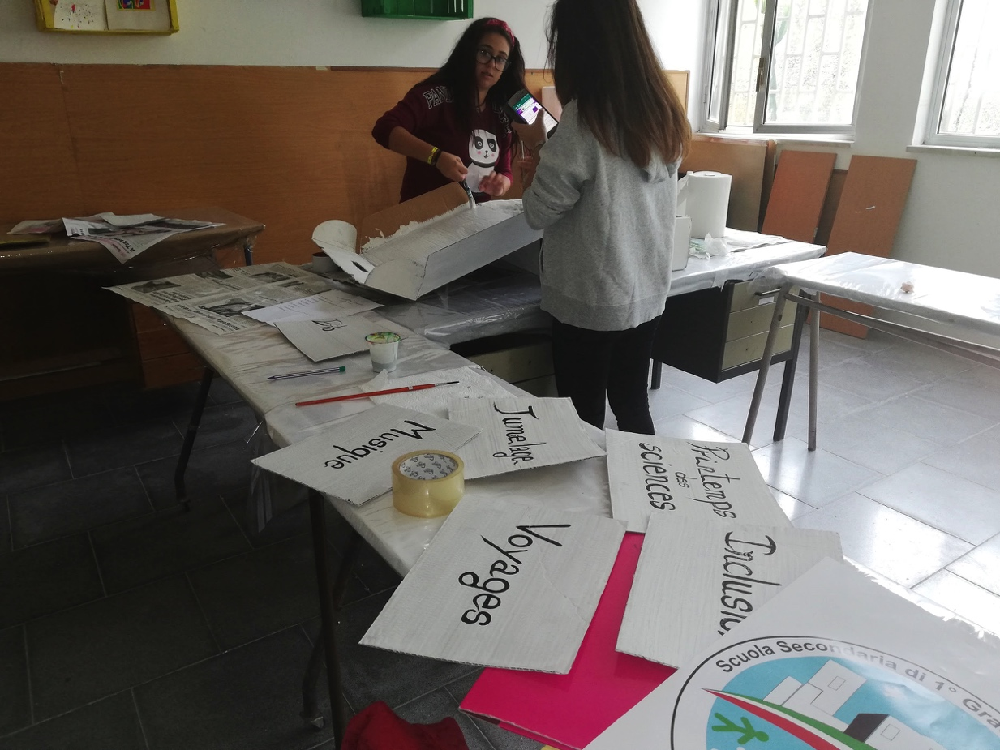 Musique
Jumelage
Printemps
des
sciences
Voyages
Inclusio
Scuola Secondaria di 1° Gra